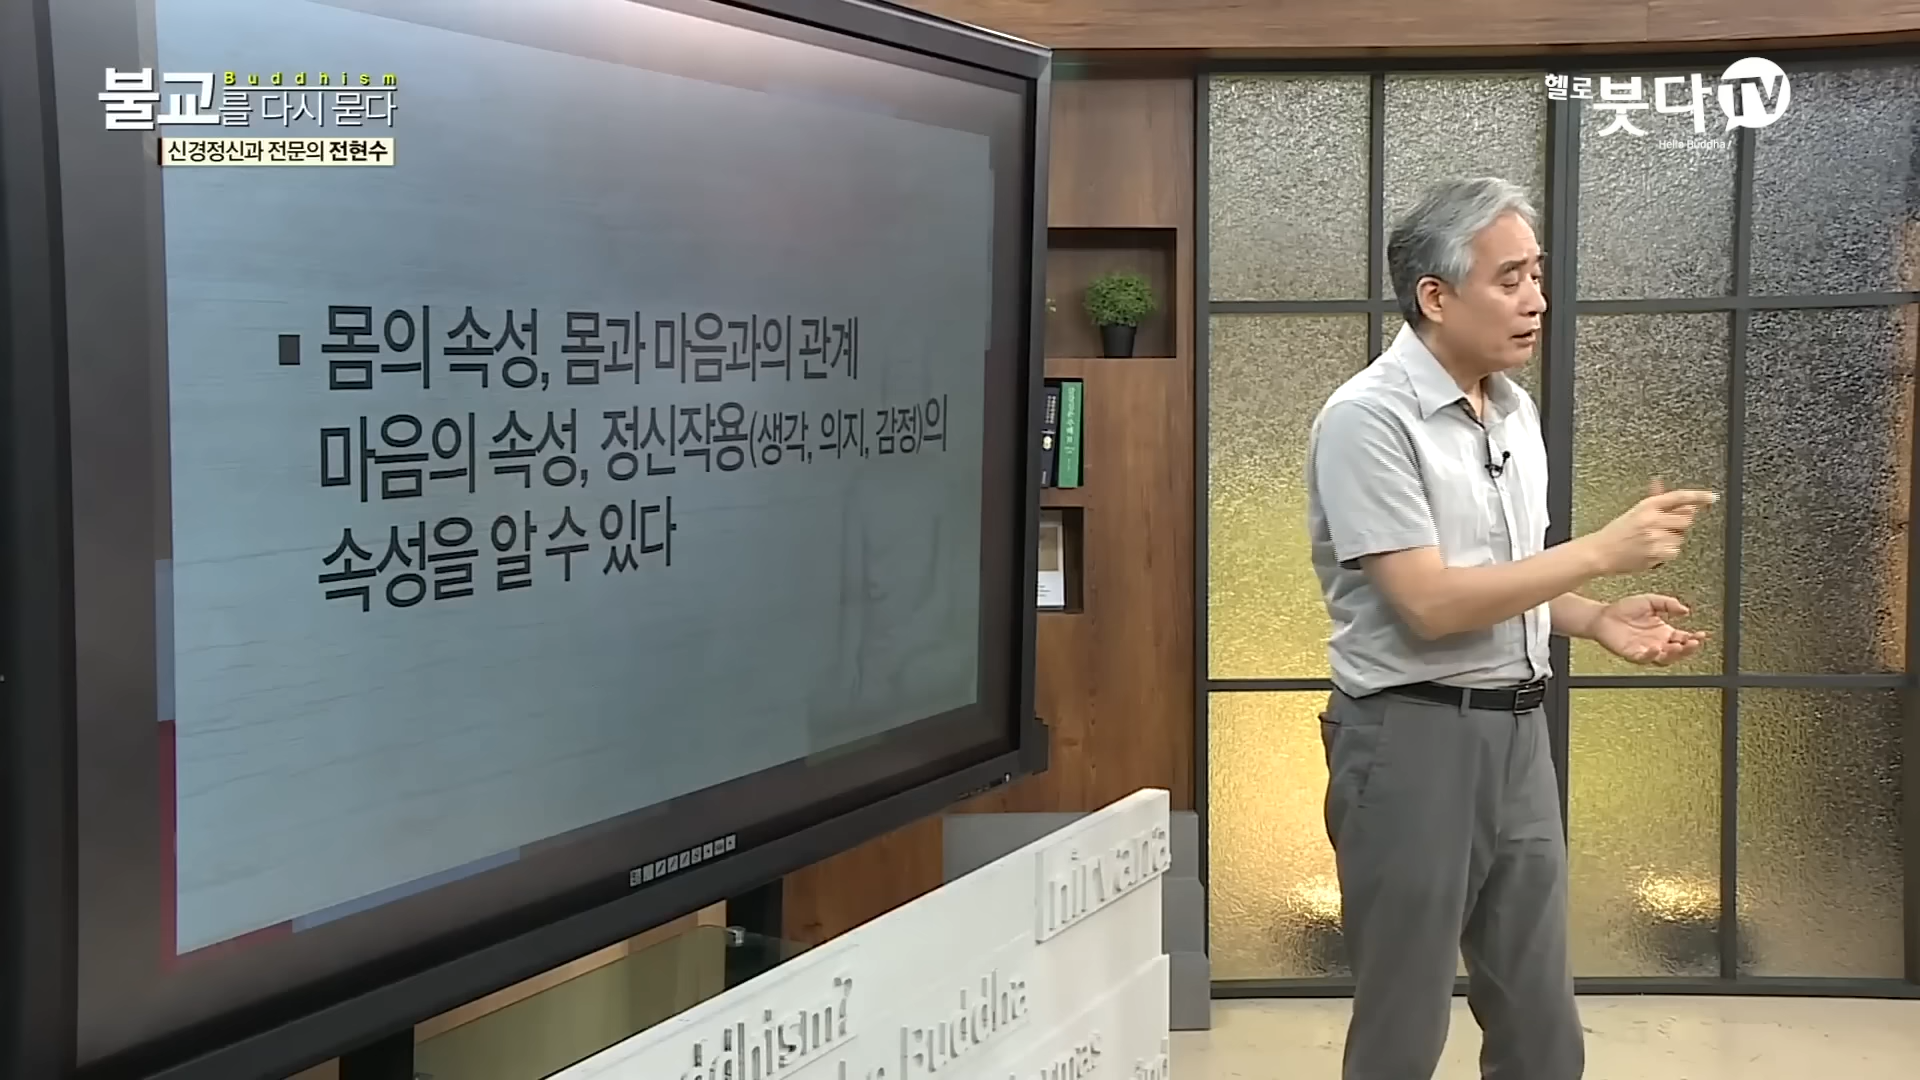 Buddhism
불교를 다시 묻다
신경정신과 전문의 전현수
헬로붓다TV
Hello Buddha!
▪ 몸의 속성, 몸과 마음과의 관계
마음의 속성, 정신작용(생각, 의지, 감정)의
속성을 알 수 있다
nirvana
ddhism?
Buddha